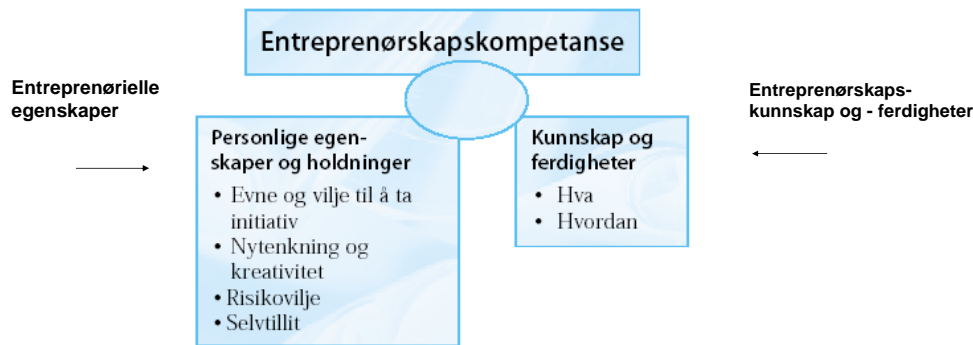 Entreprenørskapskompetanse
Entreprenørielle
egenskaper
Personlige egen-
skaper og holdninger
• Evne og vilje til å ta
initiativ
• Nytenkning og
kreativitet
• Risikovilje
• Selvtillit
Kunnskap og
ferdigheter
• Hva
• Hvordan
Entreprenørskaps-
kunnskap og - ferdigheter